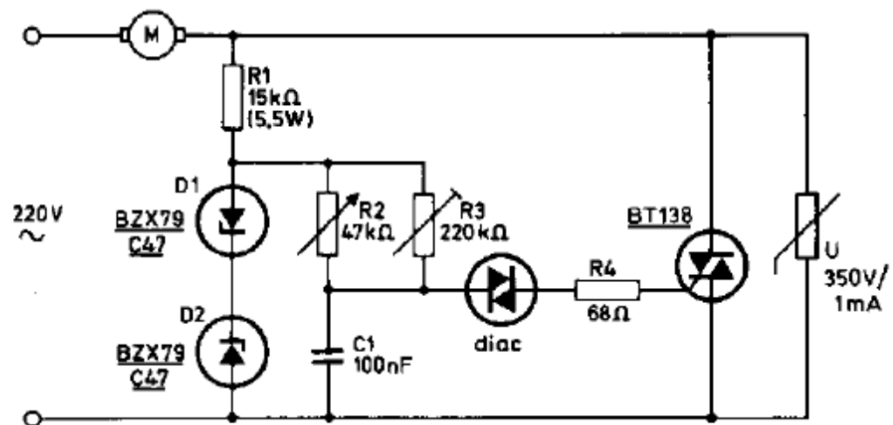 M
R1
15kΩ
(5,5W)
D1
BZX79
C47
R2
47kΩ
R3
220kΩ
220V
~
BT138
U
350V/
1mA
R4
68Ω
diac
D2
BZX79
C47
C1
100nF